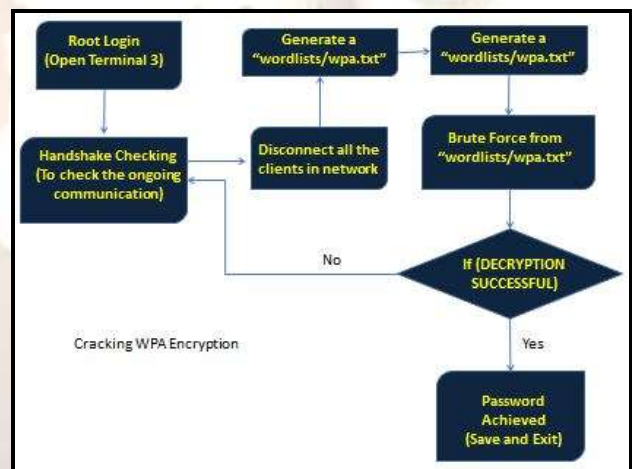 Root Login
(Open Terminal 3)
Handshake Checking
(To check the ongoing
communication)
Disconnect all the
clients in network
Generate a
“wordlists/wpa.txt”
Generate a
“wordlists/wpa.txt”
Brute Force from
“wordlists/wpa.txt”
If (DECRYPTION
SUCCESSFUL)
No
Yes
Password
Achieved
(Save and Exit)
Cracking WPA Encryption